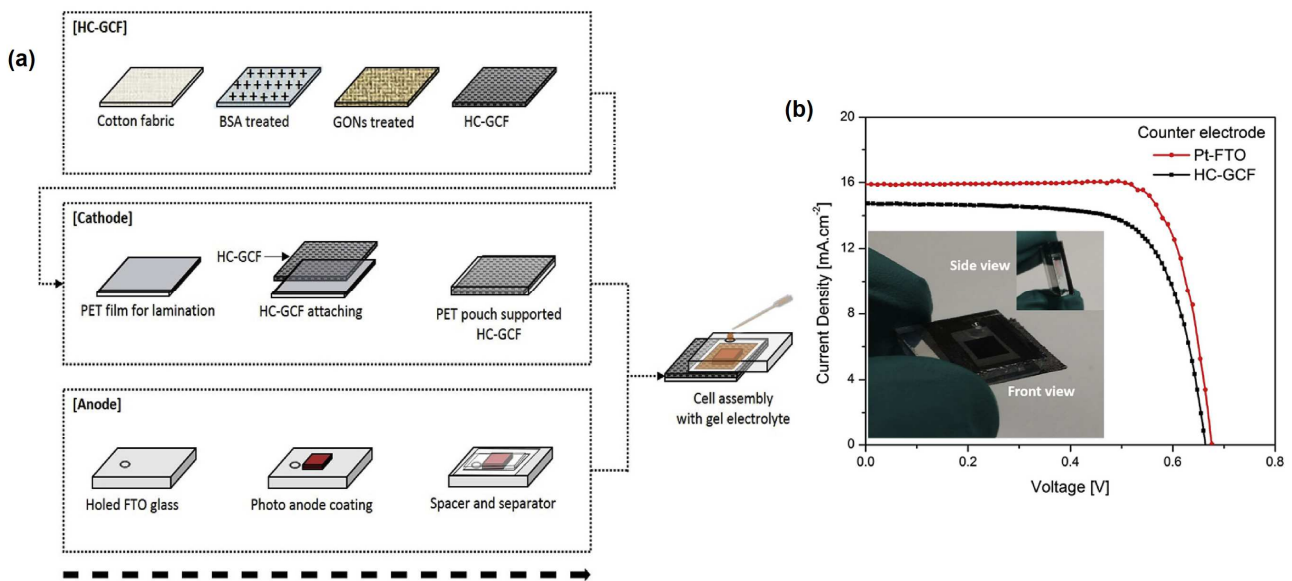 (a)
[HC-GCF]
Cotton fabric
BSA treated
GONs treated
HC-GCF
[Cathode]
HC-GCF
PET film for lamination
HC-GCF attaching
PET pouch supported
HC-GCF
[Anode]
Holed FTO glass
Photo anode coating
Spacer and separator
Cell assembly
with gel electrolyte
(b)
Counter electrode
Pt-FTO
HC-GCF
Side view
Front view
Current Density [mA.cm-2]
20
16
12
8
4
0
0.0
0.2
0.4
0.6
0.8
Voltage [V]